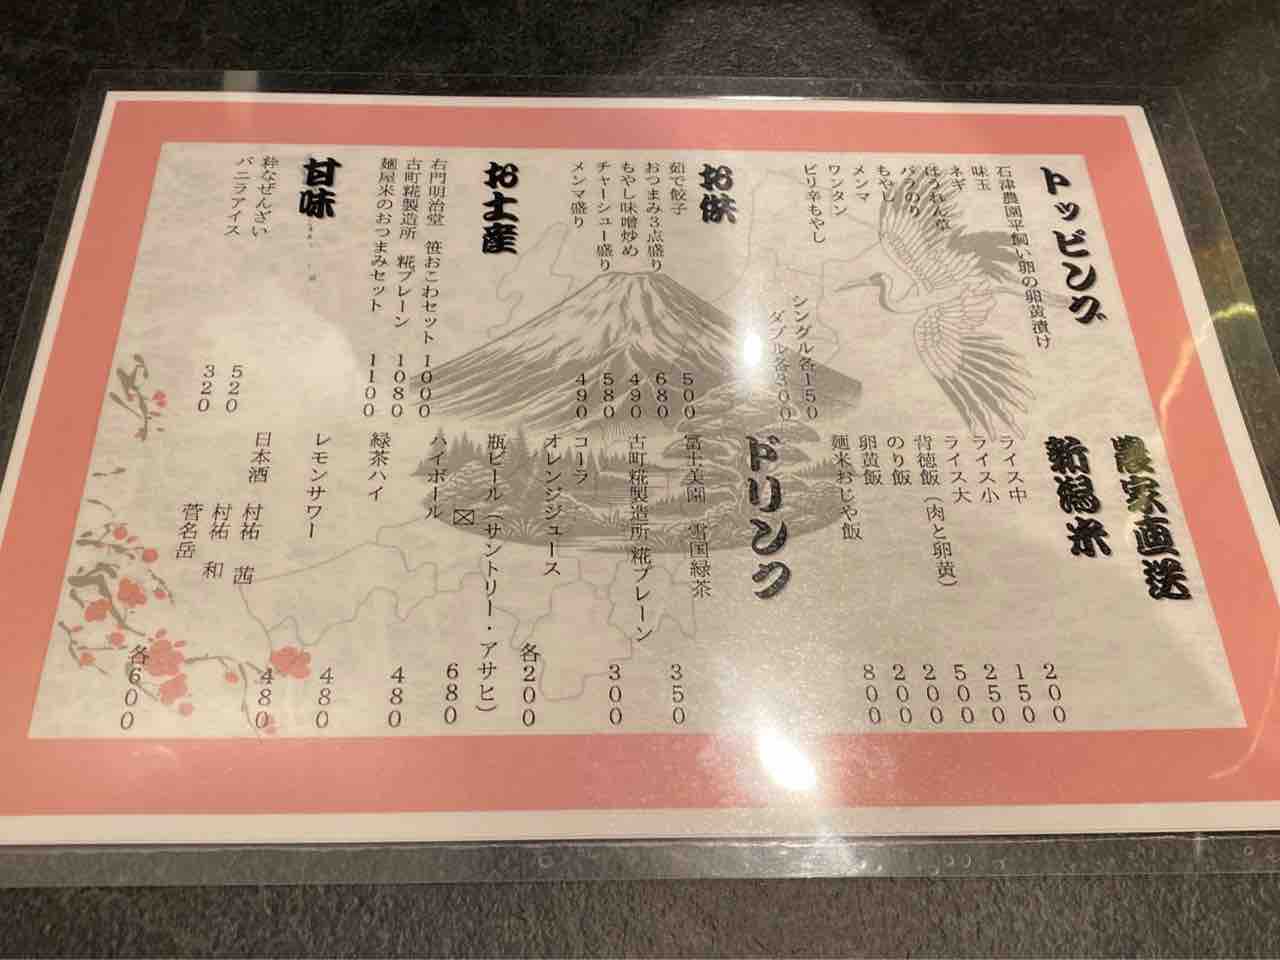 トッピング
石津農園平飼い卵の卵黄漬け
味玉
ネギ
ほうれん草
バラのり
もやし
メンマ
ワンタン
ピリ辛もやし
シングル各150
ダブル各300
お供
茹で餃子 500
おつまみ3点盛り 680
もやし味噌炒め 490
チャーシュー盛り 580
メンマ盛り 490
お土産
右門明治堂 笹おこわセット 1000
古町糀製造所 糀プレーン 1080
麺屋米のおつまみセット 1100
甘味
粋なぜんざい 520
バニラアイス 320
農家直送
新潟米
ライス中 200
ライス小 150
ライス大 250
背徳飯(肉と卵黄) 500
のり飯 200
卵黄飯 200
麺米おじや飯 800
ドリンク
富士美園 雪国緑茶 350
古町糀製造所 糀プレーン 300
コーラ
オレンジジュース 各200
瓶ビール(サントリー・アサヒ) 680
ハイボール 480
緑茶ハイ 480
レモンサワー 480
日本酒 村祐 茜
村祐 和
菅名岳 各600